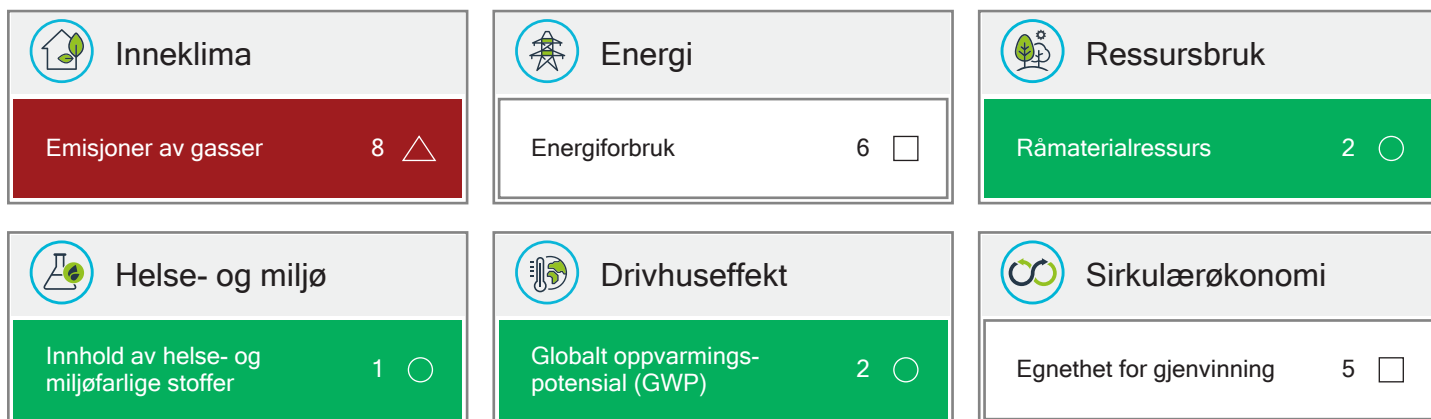 Inneklima
Emisjoner av gasser 8
Energi
Energiforbruk 6
Ressursbruk
Råmaterialressurs 2
Helse- og miljø
Innhold av helse- og
miljøfarlige stoffer 1
Drivhuseffekt
Globalt oppvarmings-
potensial (GWP) 2
Sirkulærøkonomi
Egnethet for gjenvinning 5